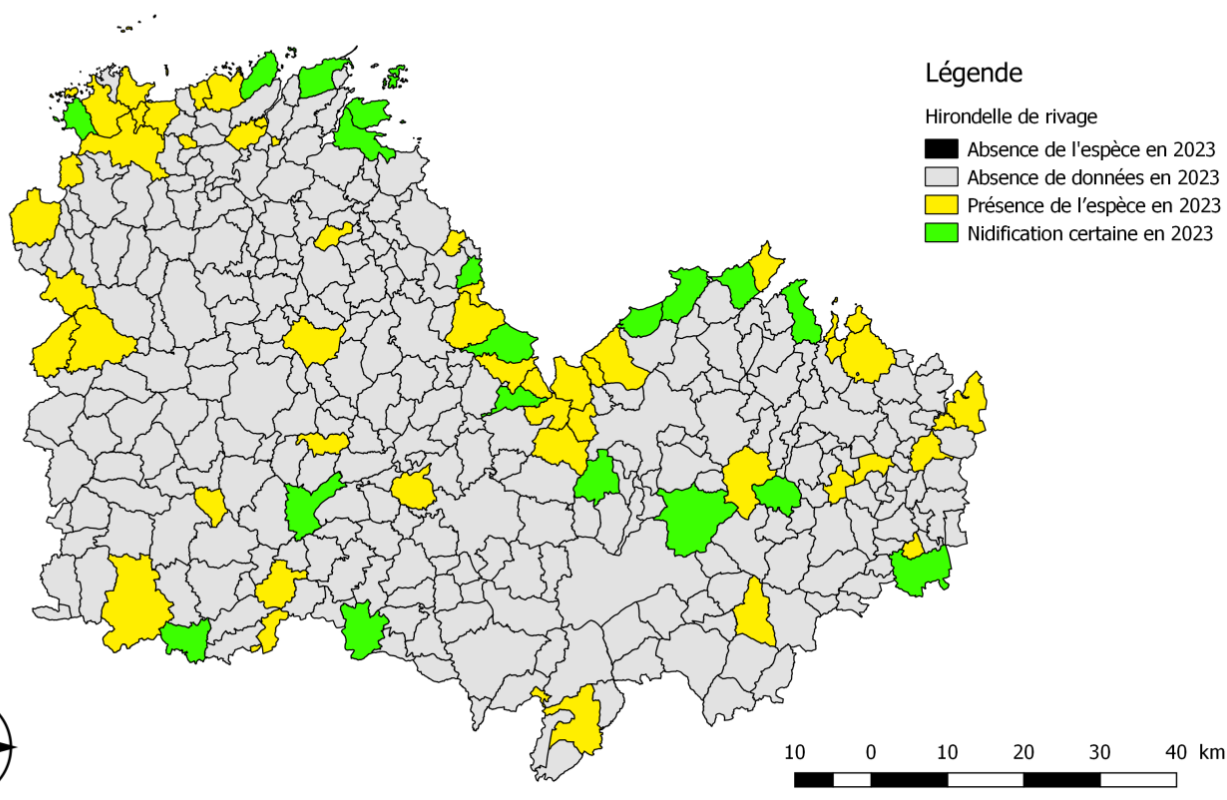 Légende
Hirondelle de rivage
Absence de l'espèce en 2023
Absence de données en 2023
Présence de l'espèce en 2023
Nidification certaine en 2023
10 0 10 20 30 40 km